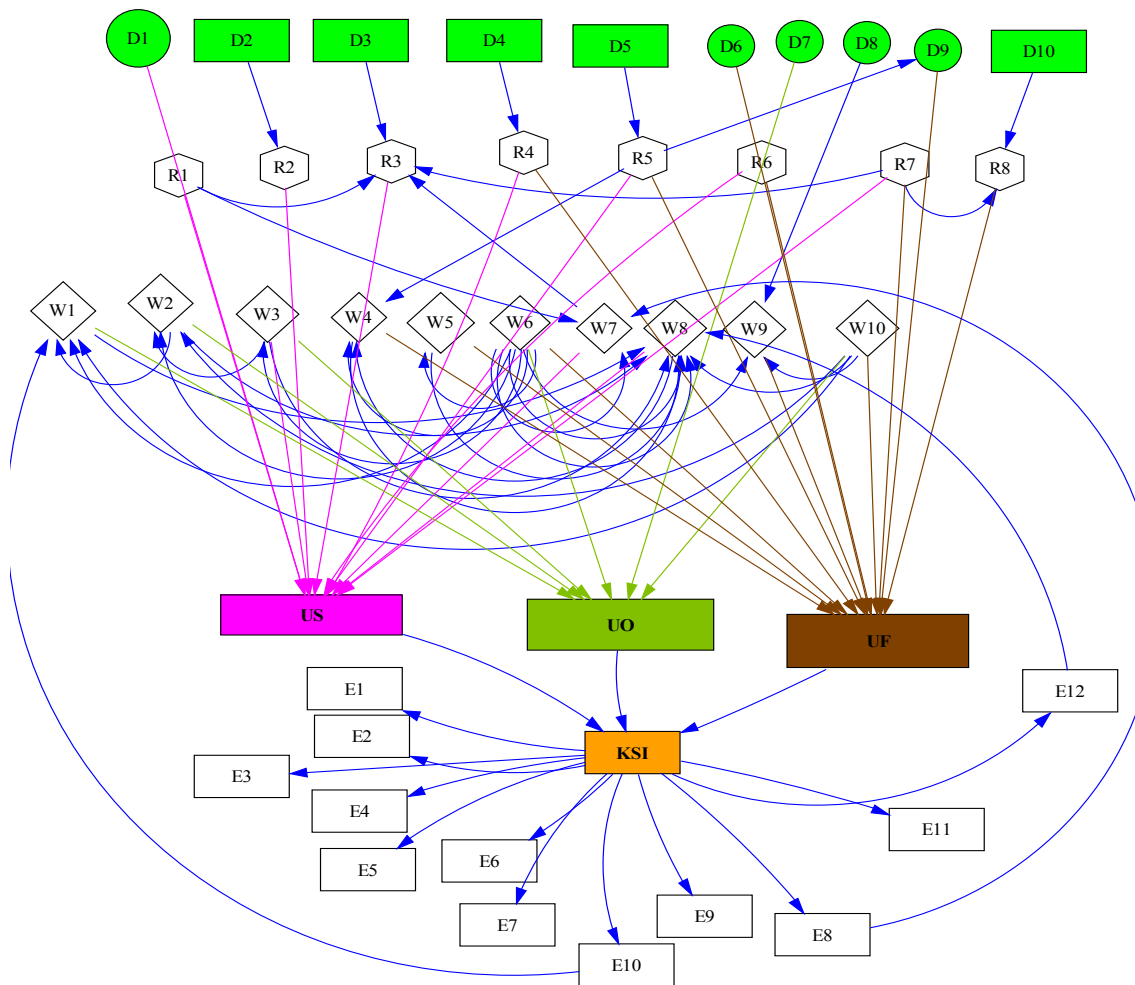 D1 D2 D3 D4 D5 D6 D7 D8 D9 D10
R1 R2 R3 R4 R5 R6 R7 R8
W1 W2 W3 W4 W5 W6 W7 W8 W9 W10
US UO UF
E1 E12
E2 KSI
E3
E4 E11
E5 E6
E7 E9 E8
E10